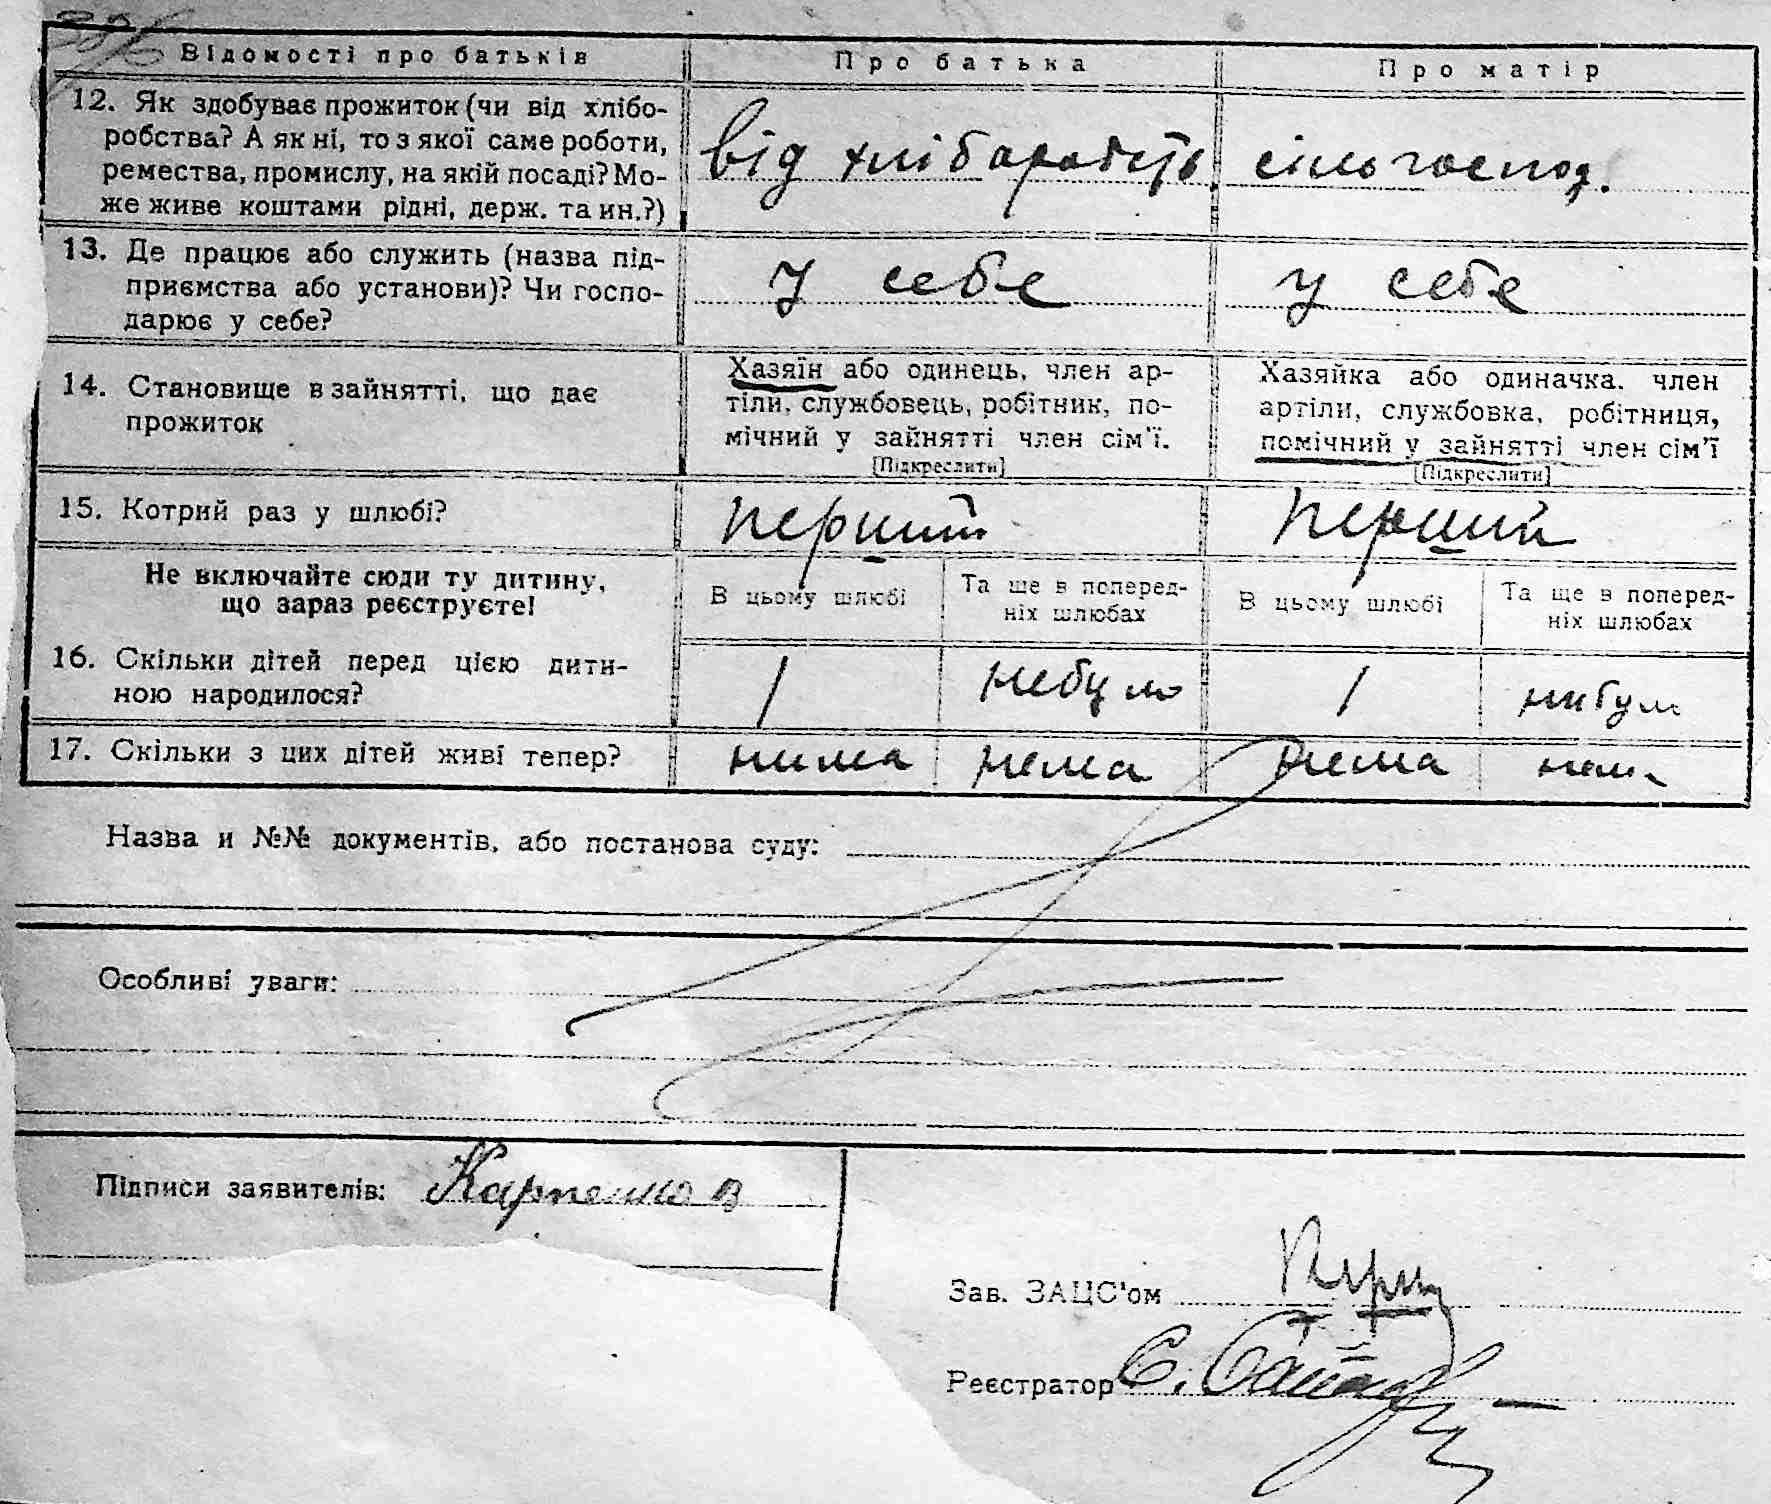 Відомості про батьків Про батька Про матір
12. Як здобуває прожиток (чи від хлібо-
робства? А як ні, то з якої саме роботи,
ремества, промислу, на якій посаді? Мо-
же живе коштами рідні, держ. та ин.?)
від сільгоспод.
13. Де працює або служить (назва під-
приємства або установи)? Чи госпо-
дарює у себе?
у себе у себе
14. Становище в зайнятті, що дає
прожиток
Хазяїн або одинець, член ар-
тіли, службовець, робітник, по-
мічний у зайнятті член сім'ї.
[Підкреслити]
Хазяйка або одиначка, член
артіли, службовка, робітниця,
помічний у зайнятті член сім'ї
[Підкреслити]
15. Котрий раз у шлюбі? перший перший
Не включайте сюди ту дитину,
що зараз реєструєте!
В цьому шлюбі
Та ще в поперед-
ніх шлюбах
В цьому шлюбі
Та ще в поперед-
ніх шлюбах
16. Скільки дітей перед цією дити-
ною народилося?
1 небуло 1
17. Скільки з цих дітей живі тепер? нима нема нема
Назва и №№ документів, або постанова суду:
Особливі уваги:
Підписи заявителів: Карпенко
Зав. ЗАЦС'ом
Реєстратор С.